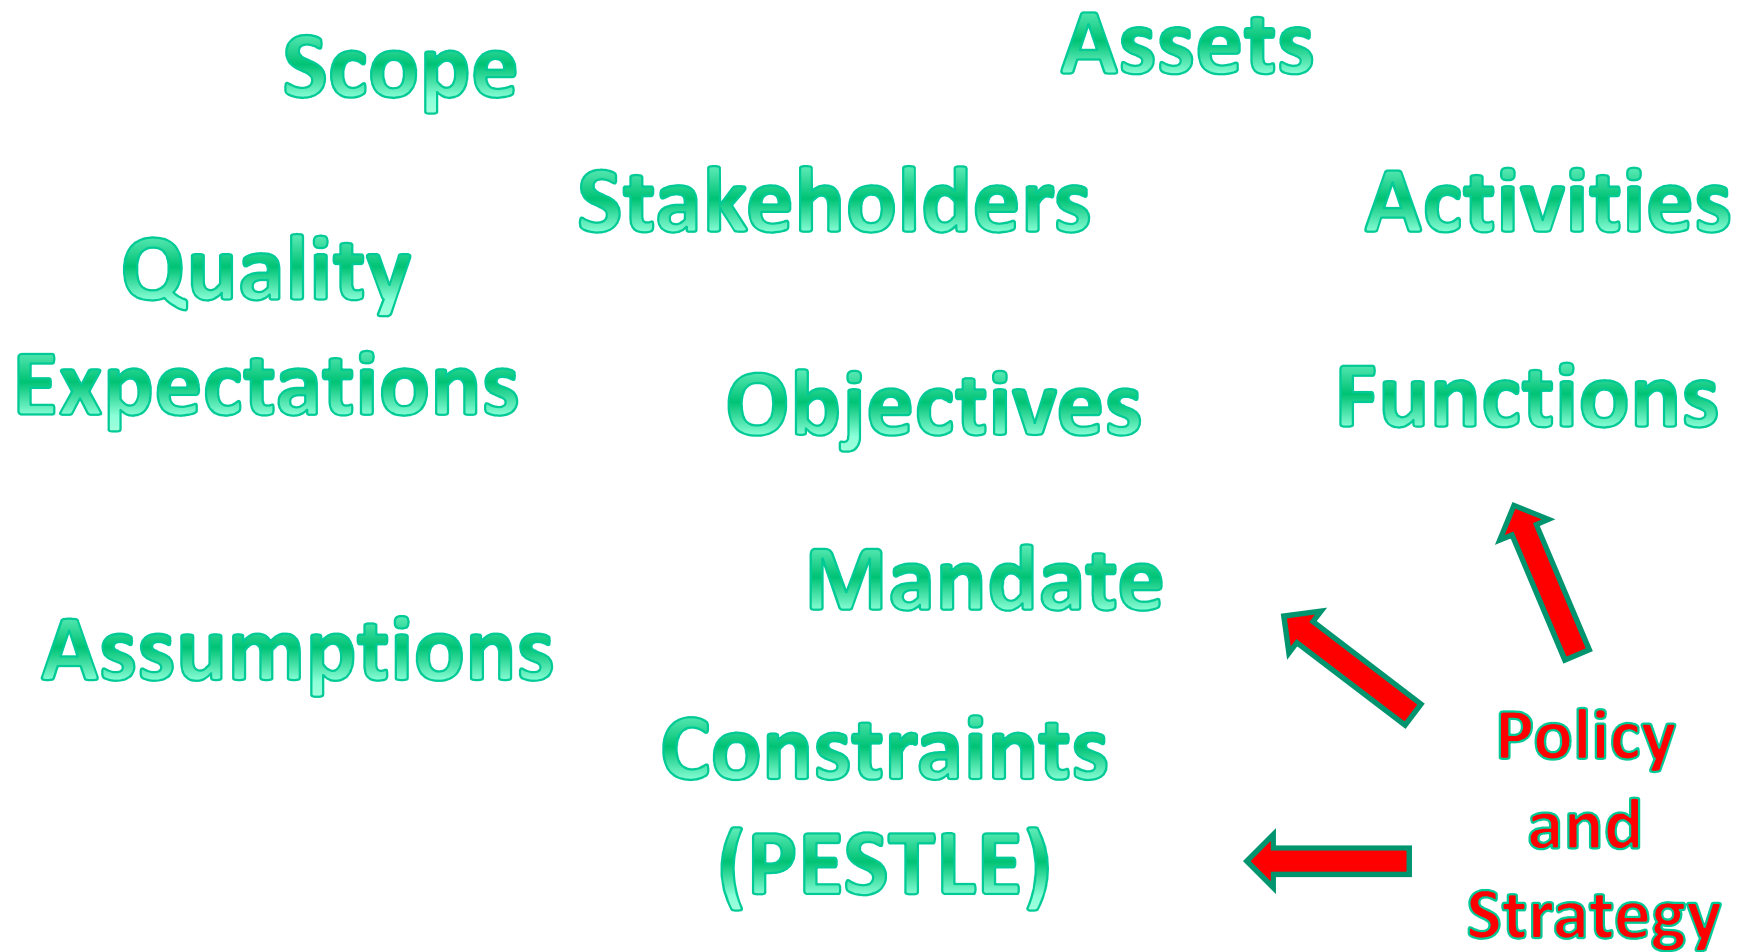 Scope
Assets
Stakeholders
Activities
Quality
Expectations
Objectives
Functions
Mandate
Assumptions
Constraints
(PESTLE)
Policy
and
Strategy